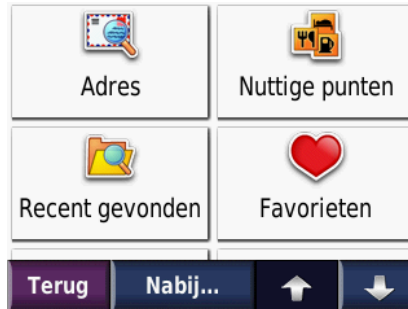 Adres
Nuttige punten
Recent gevonden
Favorieten
Terug
Nabij...